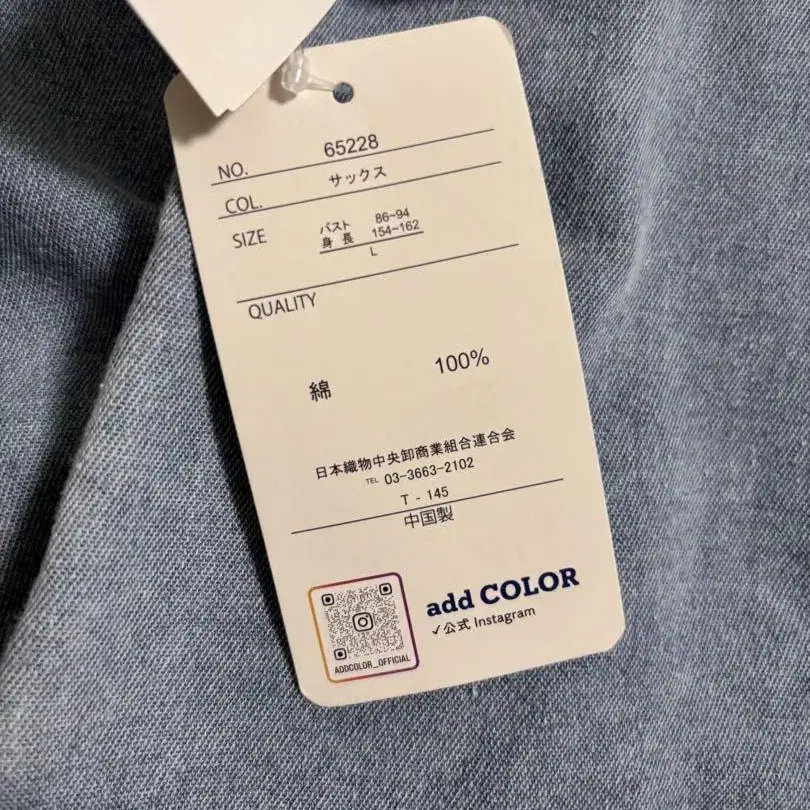 NO. 65228
COL. サックス
SIZE バスト 86~94
身長 154~162
L
QUALITY
綿 100%
日本織物中央卸商業組合連合会
TEL 03-3663-2102
T - 145
中国製
add COLOR
✓公式 Instagram
ADDCOLOR_OFFICIAL